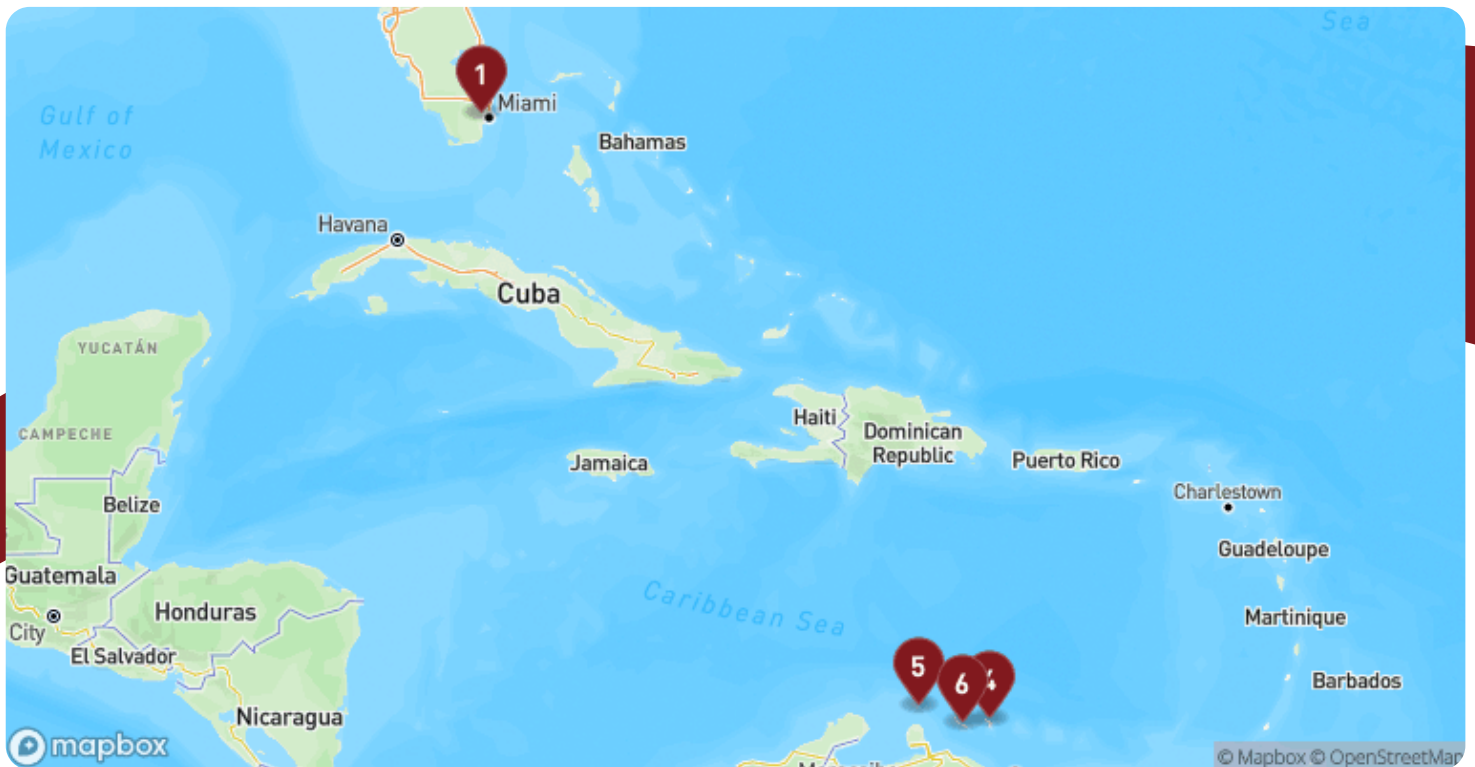 Sea
1
Miami
Gulf of
Mexico
Bahamas
Havana
Cuba
YUCATÁN
CAMPECHE
Haiti
Dominican
Republic
Jamaica
Puerto Rico
Charlestown
Belize
Guadeloupe
Guatemala
Honduras
Caribbean Sea
Martinique
City
El Salvador
5
6
4
Barbados
Nicaragua
mapbox
© Mapbox © OpenStreetMap